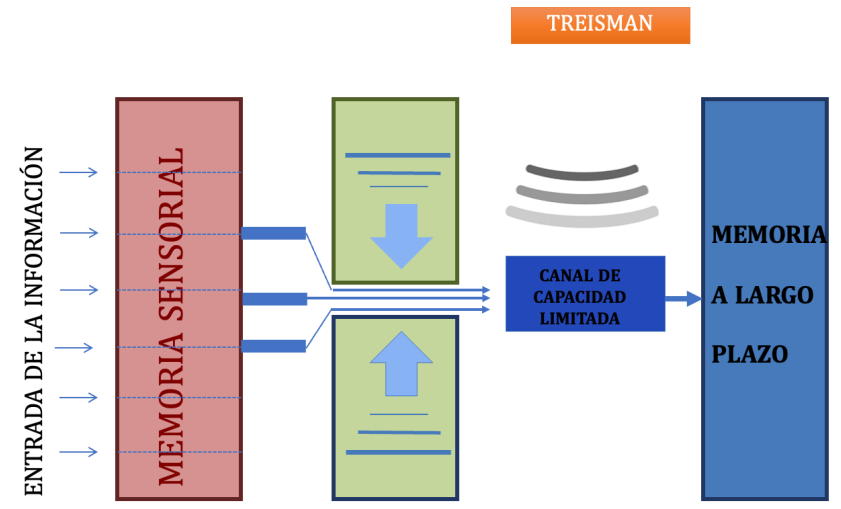 TREISMAN
ENTRADA DE LA INFORMACIÓN
MEMORIA SENSORIAL
CANAL DE
CAPACIDAD
LIMITADA
MEMORIA
A LARGO
PLAZO